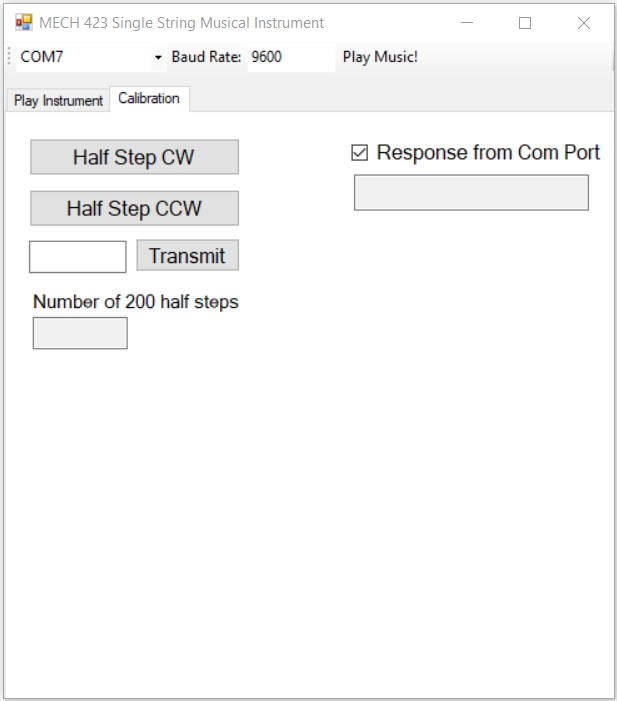 MECH 423 Single String Musical Instrument
COM7 Baud Rate: 9600 Play Music!
Play Instrument Calibration
Half Step CW
Response from Com Port
Half Step CCW
Transmit
Number of 200 half steps